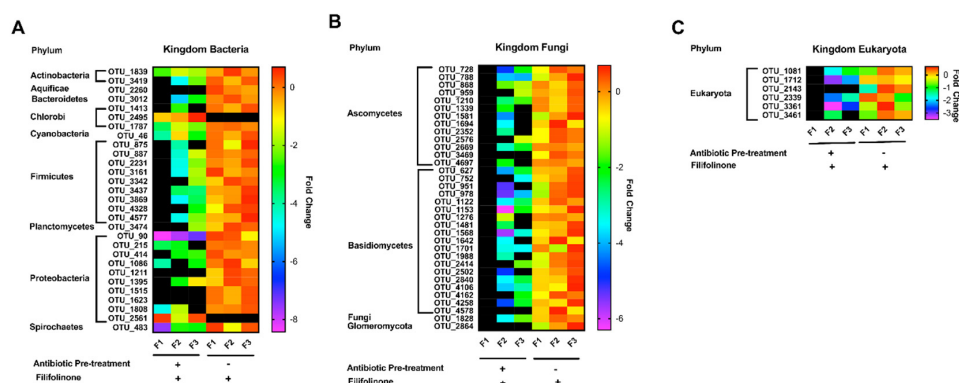 A
Phylum
Kingdom Bacteria
Actinobacteria
Aquificae
Bacteroidetes
Chlorobi
Cyanobacteria
Firmicutes
Planctomycetes
Proteobacteria
Spirochaetes
OTU_1839
OTU_3419
OTU_2260
OTU_3012
OTU_1413
OTU_2495
OTU_1787
OTU_46
OTU_875
OTU_887
OTU_2231
OTU_3161
OTU_3342
OTU_3437
OTU_3869
OTU_4328
OTU_4577
OTU_3474
OTU_90
OTU_215
OTU_414
OTU_1086
OTU_1211
OTU_1395
OTU_1515
OTU_1623
OTU_1808
OTU_2561
OTU_483
F1 F2 F3 F1 F2 F3
Antibiotic Pre-treatment + -
Filifolinone + +
0
-2
-4
-6
-8
Fold Change
B
Phylum
Kingdom Fungi
Ascomycetes
Basidiomycetes
Fungi
Glomeromycota
OTU_728
OTU_788
OTU_868
OTU_959
OTU_1210
OTU_1339
OTU_1581
OTU_1694
OTU_2352
OTU_2576
OTU_2669
OTU_3469
OTU_4697
OTU_627
OTU_752
OTU_951
OTU_978
OTU_1122
OTU_1153
OTU_1276
OTU_1481
OTU_1568
OTU_1642
OTU_1701
OTU_1988
OTU_2414
OTU_2502
OTU_2840
OTU_4106
OTU_4162
OTU_4258
OTU_4578
OTU_1828
OTU_2864
F1 F2 F3 F1 F2 F3
Antibiotic Pre-treatment + -
Filifolinone + +
0
-2
-4
-6
Fold Change
C
Phylum
Kingdom Eukaryota
Eukaryota
OTU_1081
OTU_1712
OTU_2143
OTU_2339
OTU_3361
OTU_3461
F1 F2 F3 F1 F2 F3
Antibiotic Pre-treatment + -
Filifolinone + +
0
-1
-2
-3
Fold Change